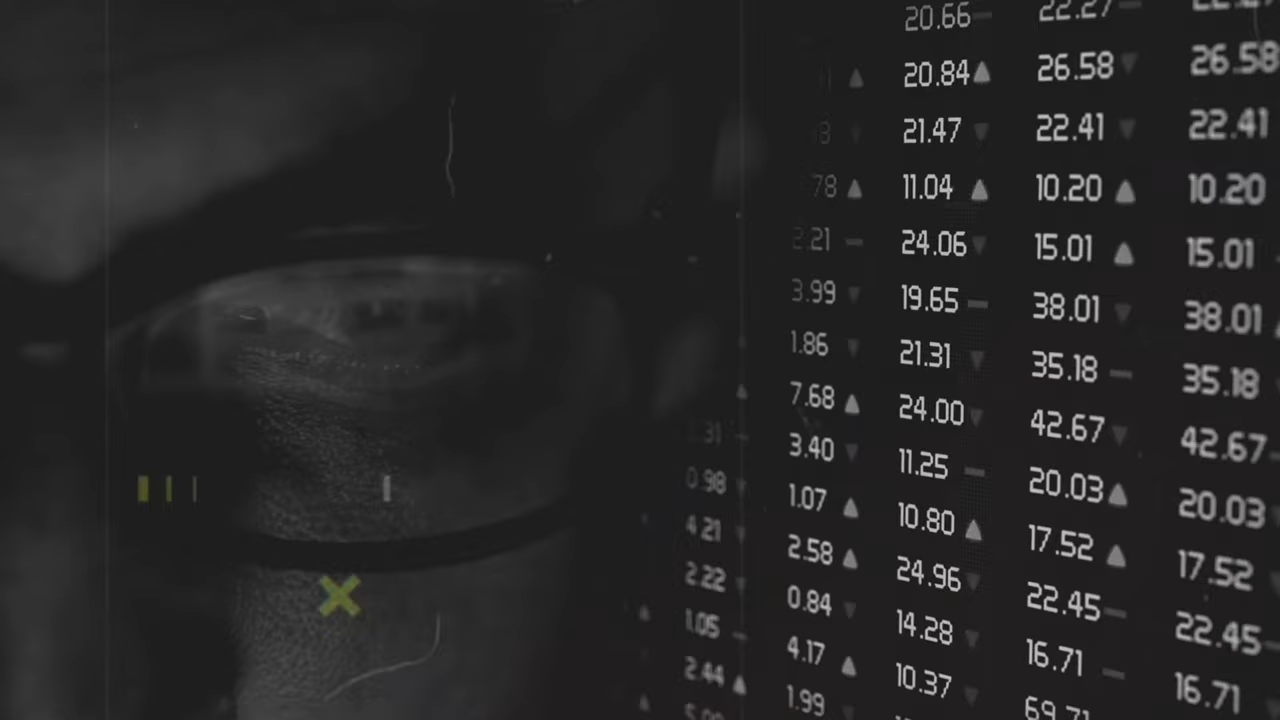 20.66 22.27
20.84 26.58 26.58
21.47 22.41 22.41
78 11.04 10.20 10.20
2.21 24.06 15.01 15.01
3.99 19.65 38.01 38.01
1.86 21.31 35.18 35.18
7.68 24.00 42.67 42.67
3.40 11.25 20.03 20.03
0.98 1.07 10.80 17.52 17.52
4.21 2.58 24.96 22.45 22.45
2.22 0.84 14.28 16.71 16.71
1.05 4.17 10.37 69.71
2.44 1.99